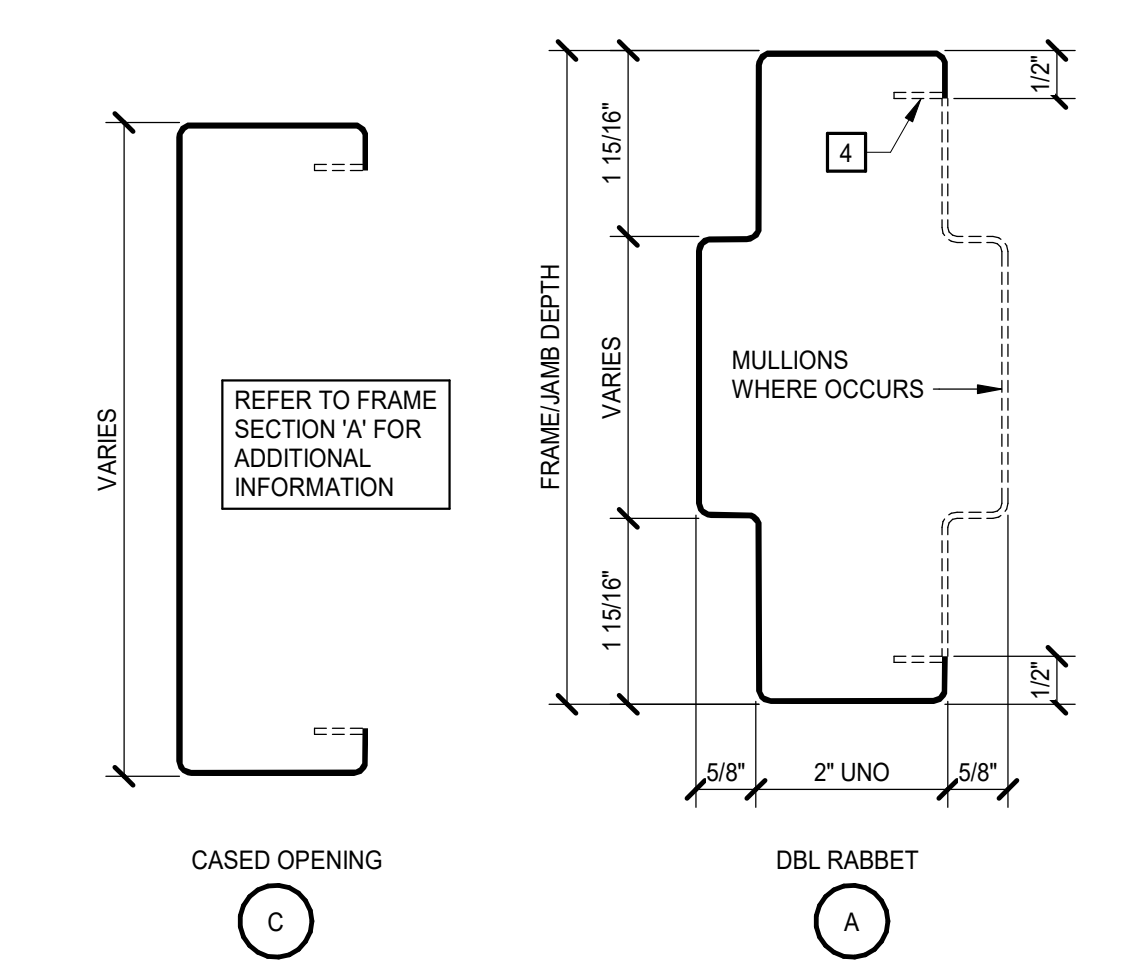 VARIES
REFER TO FRAME
SECTION 'A' FOR
ADDITIONAL
INFORMATION
CASED OPENING
C
FRAME/JAMB DEPTH
1 15/16"
VARIES
1 15/16"
1/2"
4
MULLIONS
WHERE OCCURS
1/2"
5/8"
2" UNO
5/8"
DBL RABBET
A